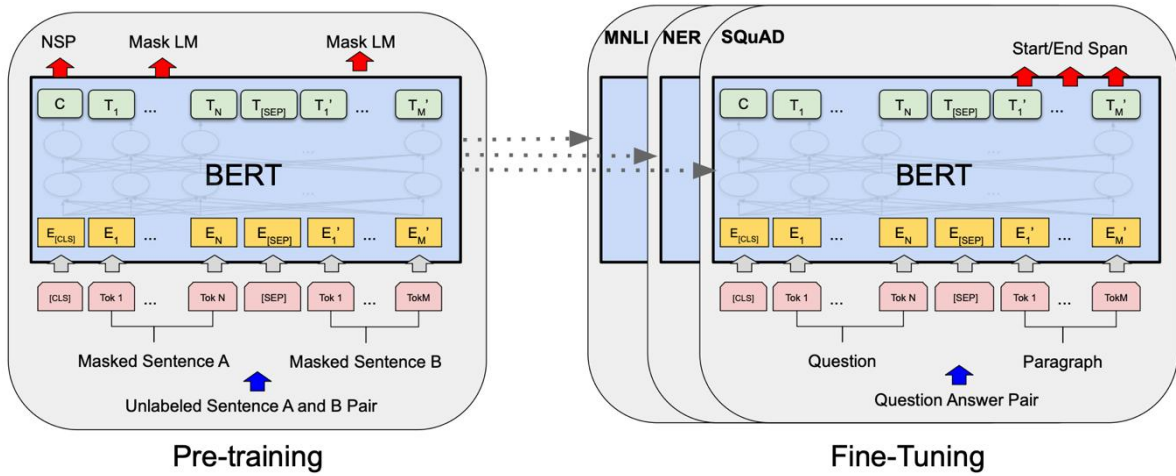 NSP Mask LM Mask LM
C T1 ... TN T[SEP] T1' ... TM'
...
BERT
...
E[CLS] E1 ... EN E[SEP] E1' ... EM'
[CLS] Tok 1 ... Tok N [SEP] Tok 1 ... TokM
Masked Sentence A Masked Sentence B
Unlabeled Sentence A and B Pair
Pre-training
MNLI NER SQuAD
Start/End Span
C T1 ... TN T[SEP] T1' ... TM'
...
BERT
...
E[CLS] E1 ... EN E[SEP] E1' ... EM'
[CLS] Tok 1 ... Tok N [SEP] Tok 1 ... TokM
Question Paragraph
Question Answer Pair
Fine-Tuning